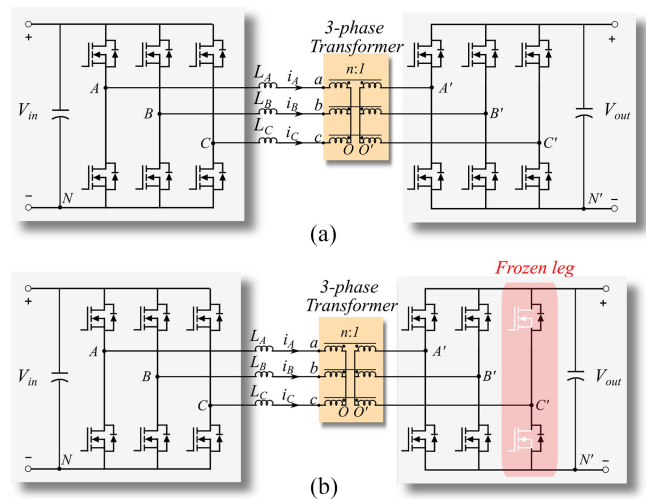 3-phase
Transformer
n:1
+
V_in
−
A
B
C
N
L_A
i_A
a
L_B
i_B
b
L_C
i_C
c
O
O'
A'
B'
C'
N'
+
V_out
−
(a)
Frozen leg
3-phase
Transformer
n:1
+
V_in
−
A
B
C
N
L_A
i_A
a
L_B
i_B
b
L_C
i_C
c
O
O'
A'
B'
C'
N'
+
V_out
−
(b)